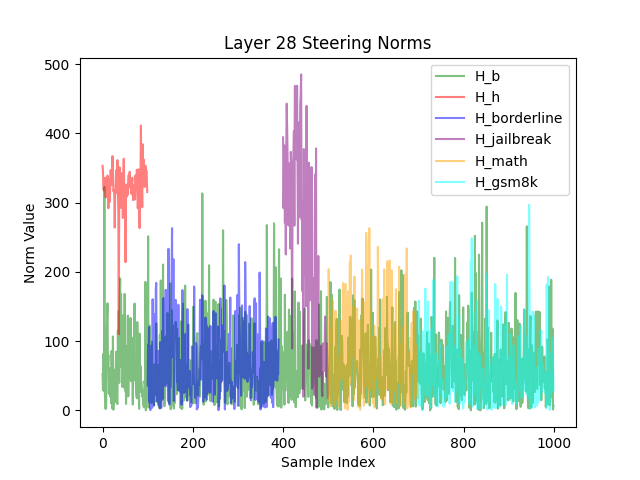 Layer 28 Steering Norms
500
400
300
200
100
0
Norm Value
H_b
H_h
H_borderline
H_jailbreak
H_math
H_gsm8k
0 200 400 600 800 1000
Sample Index